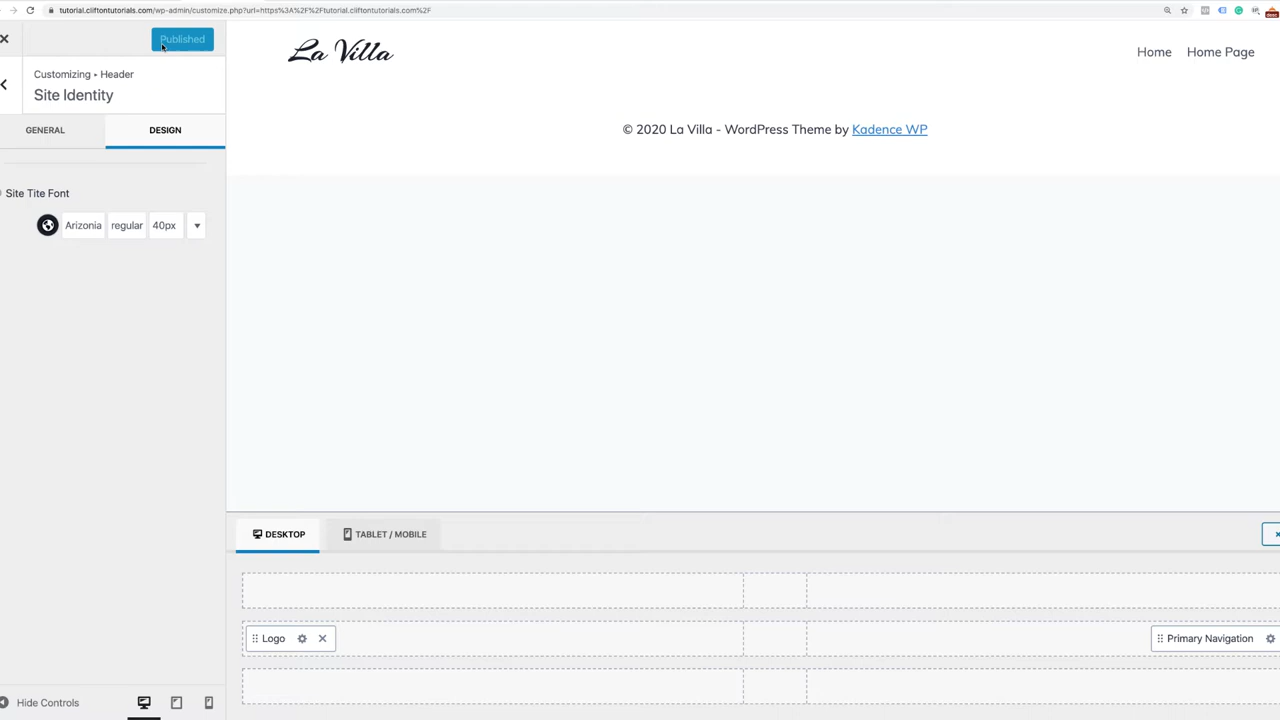 tutorial.cliftontutorials.com/wp-admin/customize.php?url=https%3A%2F%2Ftutorial.cliftontutorials.com%2F
Published
Customizing ▸ Header
Site Identity
GENERAL
DESIGN
Site Tite Font
Arizonia
regular
40px
La Villa
Home
Home Page
© 2020 La Villa - WordPress Theme by Kadence WP
DESKTOP
TABLET / MOBILE
Logo
Primary Navigation
Hide Controls